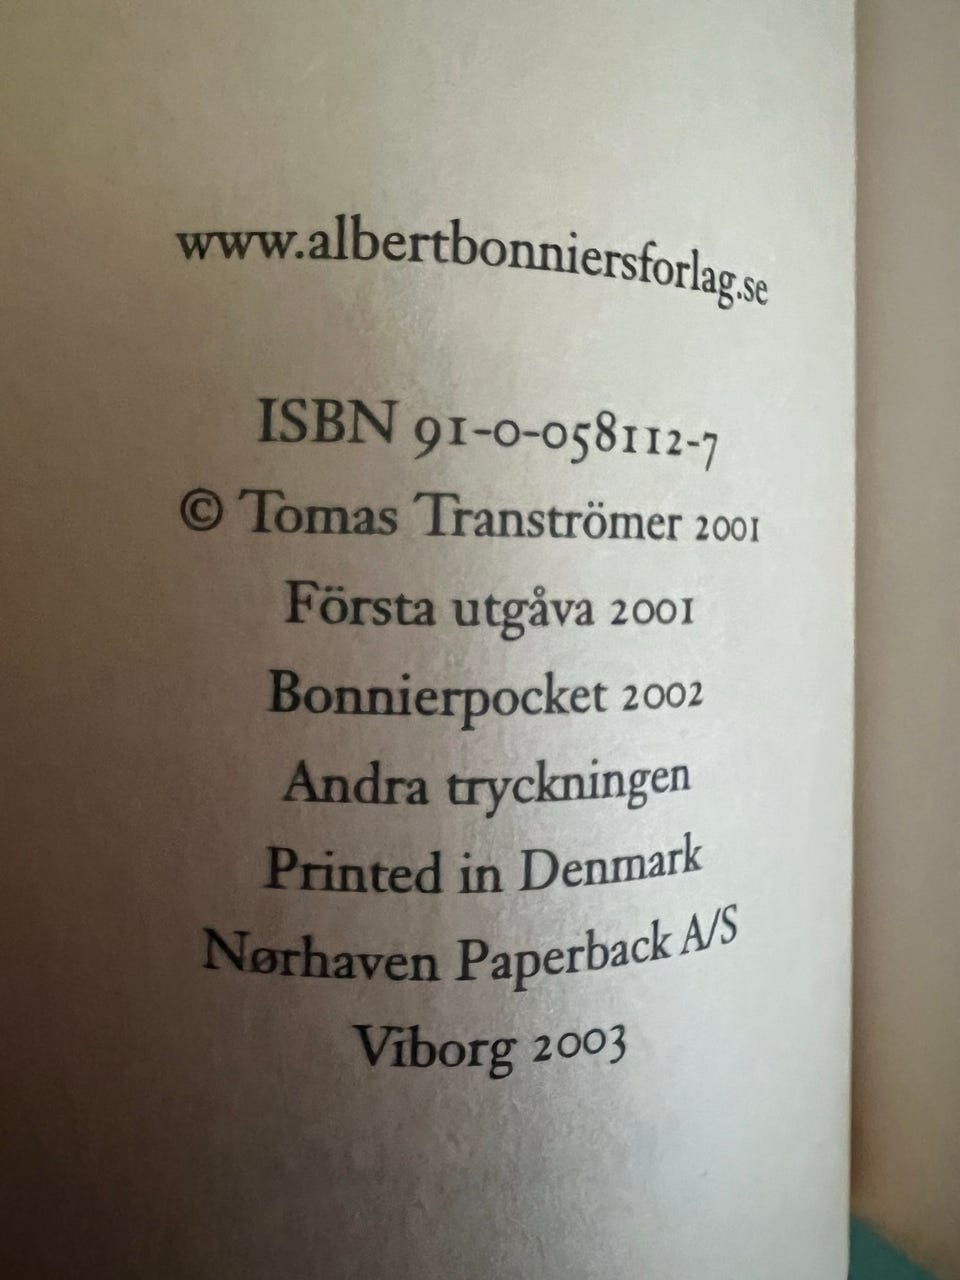 www.albertbonniersforlag.se
ISBN 91-0-058112-7
© Tomas Tranströmer 2001
Första utgåva 2001
Bonnierpocket 2002
Andra tryckningen
Printed in Denmark
Nørhaven Paperback A/S
Viborg 2003